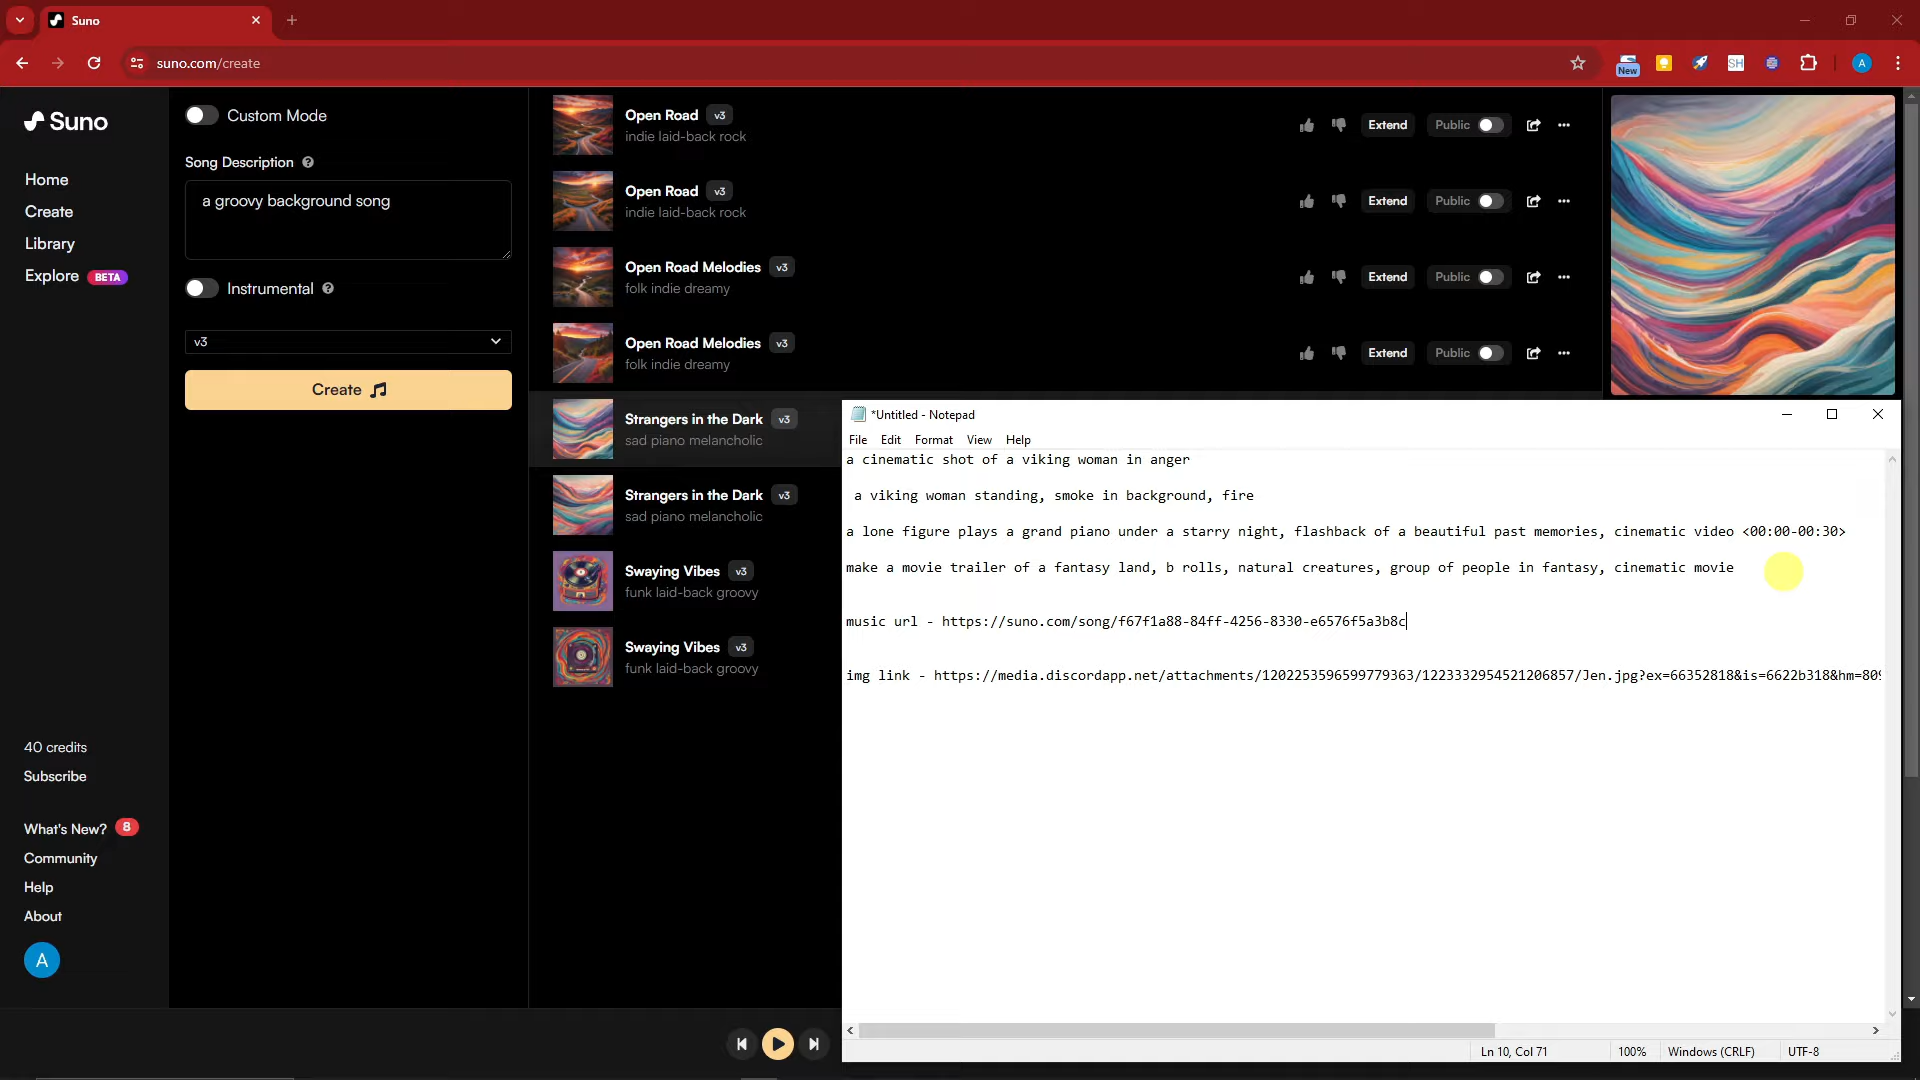 Suno
suno.com/create
New
SH
A
Suno
Home
Create
Library
Explore BETA
40 credits
Subscribe
What's New? 8
Community
Help
About
A
Custom Mode
Song Description
a groovy background song
Instrumental
v3
Create
Open Road v3
indie laid-back rock
Extend Public
Open Road v3
indie laid-back rock
Extend Public
Open Road Melodies v3
folk indie dreamy
Extend Public
Open Road Melodies v3
folk indie dreamy
Extend Public
Strangers in the Dark v3
sad piano melancholic
Strangers in the Dark v3
sad piano melancholic
Swaying Vibes v3
funk laid-back groovy
Swaying Vibes v3
funk laid-back groovy
*Untitled - Notepad
File Edit Format View Help
a cinematic shot of a viking woman in anger
a viking woman standing, smoke in background, fire
a lone figure plays a grand piano under a starry night, flashback of a beautiful past memories, cinematic video <00:00-00:30>
make a movie trailer of a fantasy land, b rolls, natural creatures, group of people in fantasy, cinematic movie
music url - https://suno.com/song/f67f1a88-84ff-4256-8330-e6576f5a3b8c
img link - https://media.discordapp.net/attachments/1202253596599779363/1223332954521206857/Jen.jpg?ex=66352818&is=6622b318&hm=809
Ln 10, Col 71 100% Windows (CRLF) UTF-8